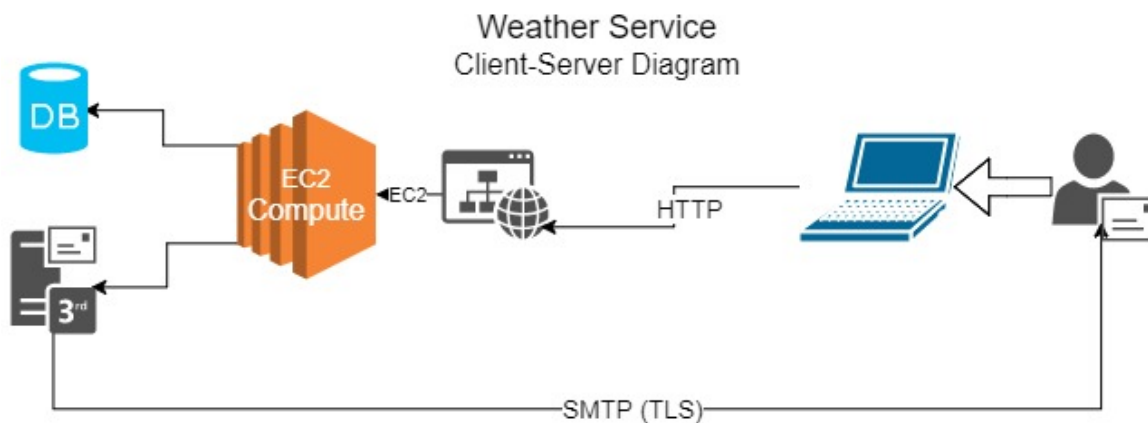 Weather Service
Client-Server Diagram
DB
EC2
Compute
EC2
HTTP
3rd
SMTP (TLS)